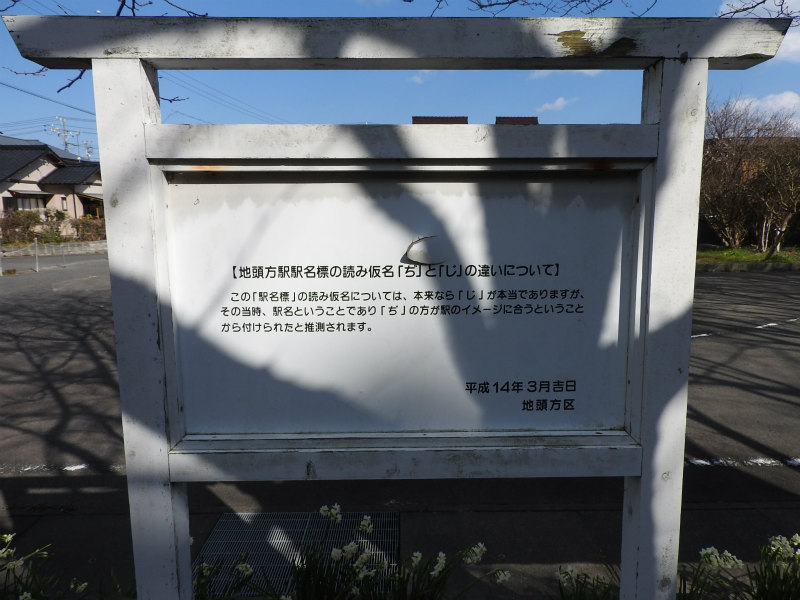 【地頭方駅駅名標の読み仮名「ぢ」と「じ」の違いについて】
この「駅名標」の読み仮名については、本来なら「じ」が本当でありますが、
その当時、駅名ということであり「ぢ」の方が駅のイメージに合うということ
から付けられたと推測されます。
平成14年3月吉日
地頭方区